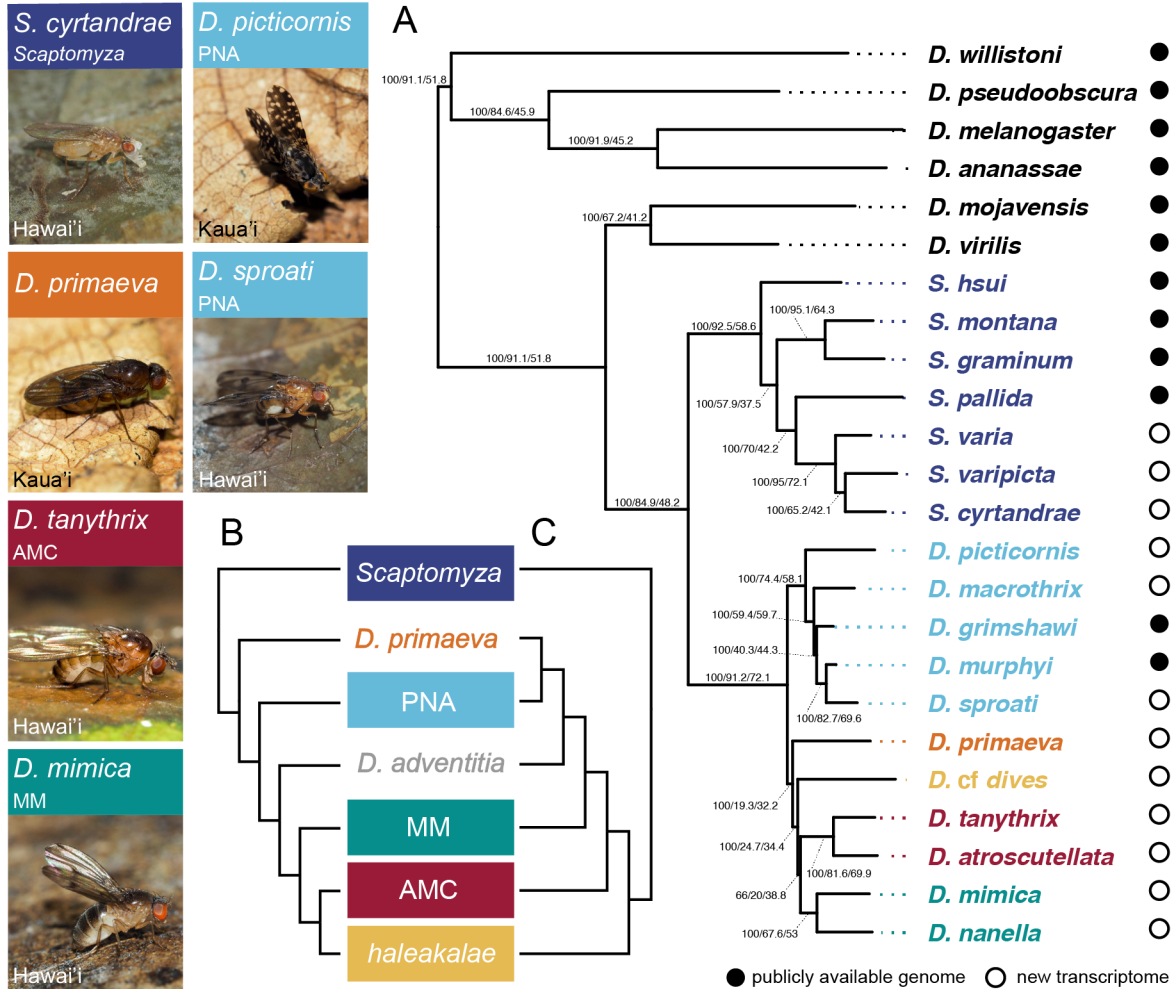 S. cyrtandrae
Scaptomyza
Hawai'i
D. picticornis
PNA
Kaua'i
D. primaeva
Kaua'i
D. sproati
PNA
Hawai'i
D. tanythrix
AMC
Hawai'i
D. mimica
MM
Hawai'i
A
100/91.1/51.8
100/84.6/45.9
100/91.9/45.2
100/67.2/41.2
100/91.1/51.8
100/92.5/58.6
100/95.1/64.3
100/57.9/37.5
100/70/42.2
100/95/72.1
100/65.2/42.1
100/84.9/48.2
100/74.4/58.1
100/59.4/59.7
100/40.3/44.3
100/91.2/72.1
100/82.7/69.6
100/19.3/32.2
100/24.7/34.4
100/81.6/69.9
66/20/38.8
100/67.6/53
D. willistoni
D. pseudoobscura
D. melanogaster
D. ananassae
D. mojavensis
D. virilis
S. hsui
S. montana
S. graminum
S. pallida
S. varia
S. varipicta
S. cyrtandrae
D. picticornis
D. macrothrix
D. grimshawi
D. murphyi
D. sproati
D. primaeva
D. cf dives
D. tanythrix
D. atroscutellata
D. mimica
D. nanella
publicly available genome
new transcriptome
B
C
Scaptomyza
D. primaeva
PNA
D. adventitia
MM
AMC
haleakalae